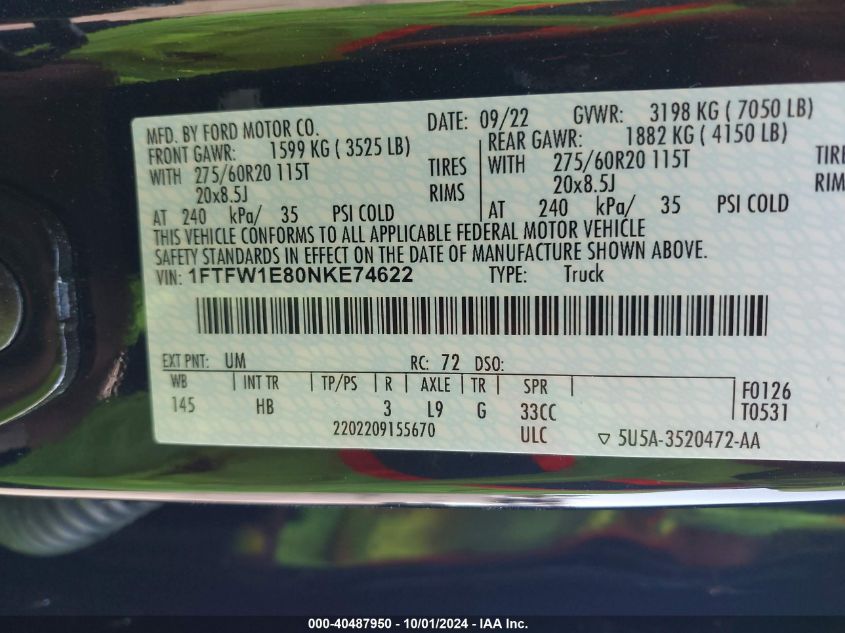 MFD. BY FORD MOTOR CO.
DATE: 09/22 GVWR: 3198 KG ( 7050 LB)
FRONT GAWR: 1599 KG ( 3525 LB)
REAR GAWR: 1882 KG ( 4150 LB)
WITH 275/60R20 115T TIRES
WITH 275/60R20 115T TIRE
20x8.5J RIMS
20x8.5J RIM
AT 240 kPa/ 35 PSI COLD
AT 240 kPa/ 35 PSI COLD
THIS VEHICLE CONFORMS TO ALL APPLICABLE FEDERAL MOTOR VEHICLE
SAFETY STANDARDS IN EFFECT ON THE DATE OF MANUFACTURE SHOWN ABOVE.
VIN: 1FTFW1E80NKE74622 TYPE: Truck
EXT PNT: UM RC: 72 DSO:
WB INT TR TP/PS R AXLE TR SPR F0126
145 HB 3 L9 G 33CC T0531
2202209155670 ULC ▽ 5U5A-3520472-AA
000-40487950 - 10/01/2024 - IAA Inc.